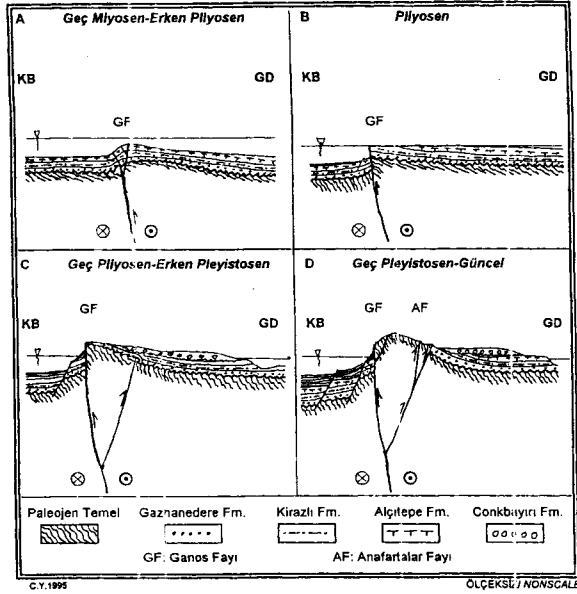 A Geç Miyosen-Erken Pliyosen
KB GD
GF
B Pliyosen
KB GD
GF
C Geç Pliyosen-Erken Pleyistosen
GF
KB GD
D Geç Pleyistosen-Güncel
GF AF
KB GD
Paleojen Temel Gazhanedere Fm. Kirazlı Fm. Alçıtepe Fm. Conkbayırı Fm.
GF: Ganos Fayı AF: Anafartalar Fayı
C.Y.1995 ÖLÇEKSİZ / NONSCALE